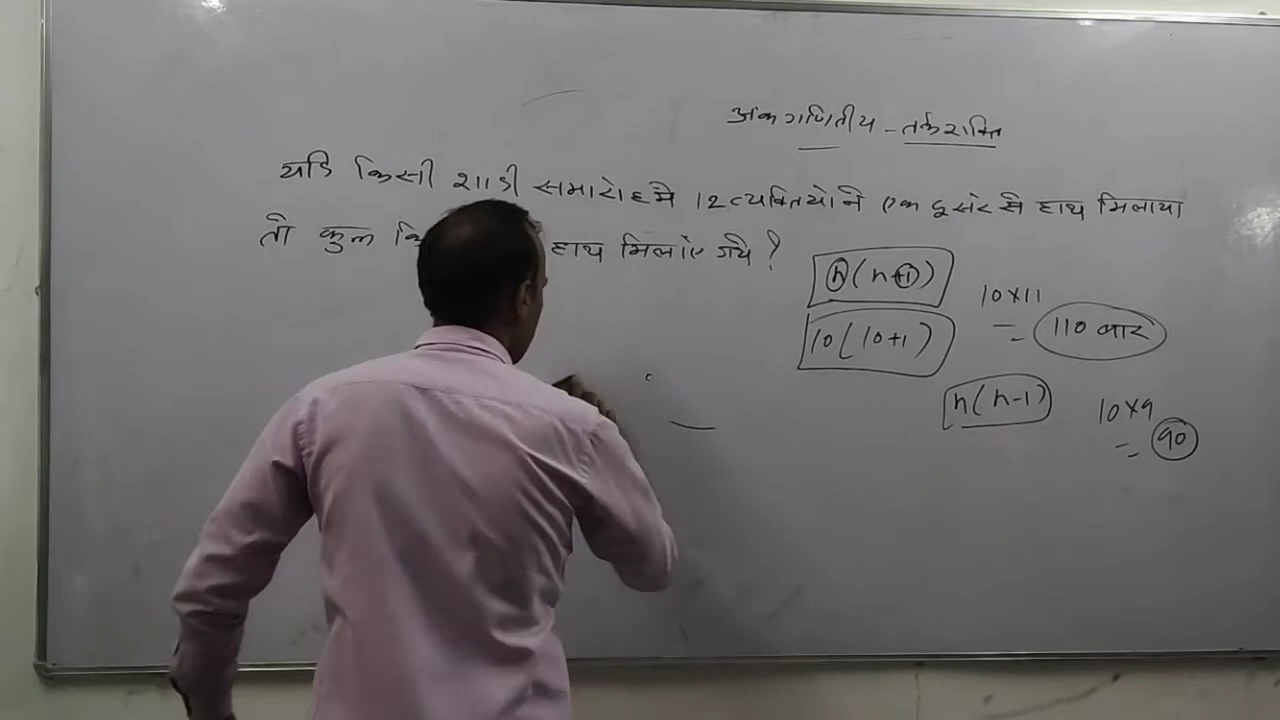 अंकगणितीय - तर्कशक्ति
यदि किसी शादी समारोह मे 12 व्यक्तियो ने एक दूसरे से हाथ मिलाया
तो कुल हाथ मिलाए गये ?
n(n+1)
10(10+1)
10×11
= 110 बार
n(n-1)
10×9
= 90